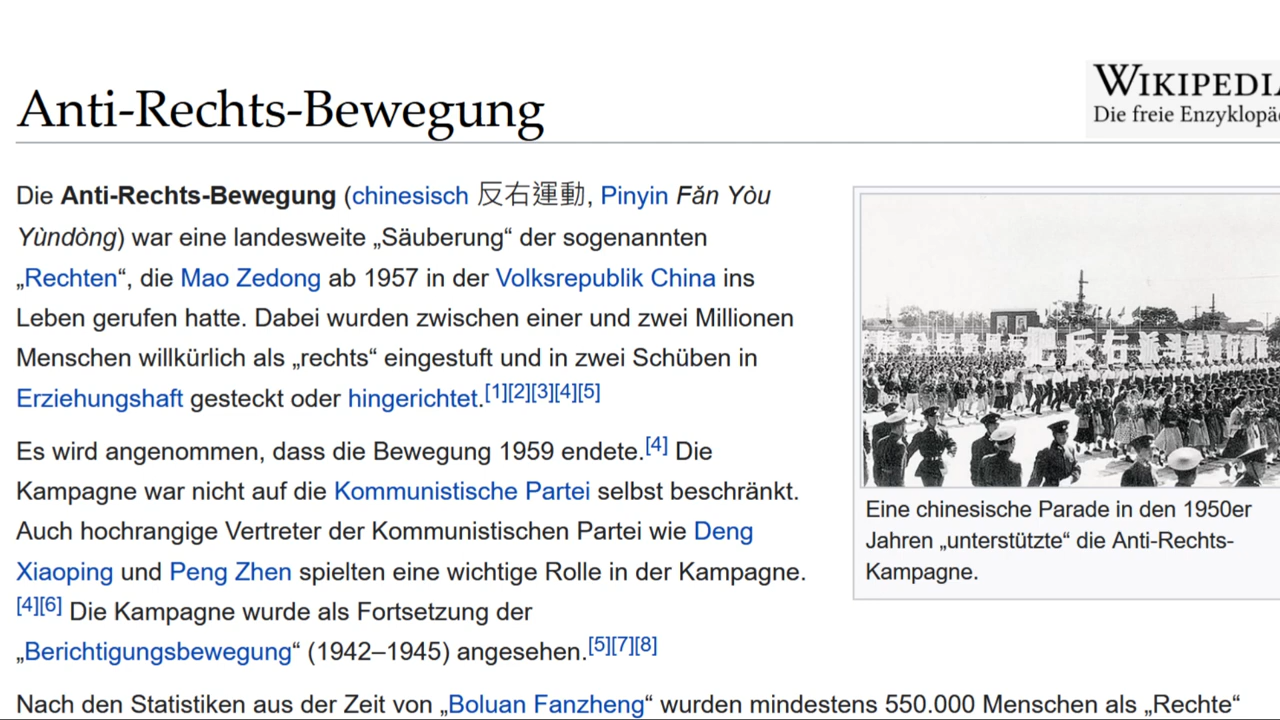 Anti-Rechts-Bewegung
WIKIPEDIA
Die freie
Die Anti-Rechts-Bewegung (chinesisch 反右運動, Pinyin Fǎn Yòu
Yùndòng) war eine landesweite „Säuberung“ der sogenannten
„Rechten“, die Mao Zedong ab 1957 in der Volksrepublik China ins
Leben gerufen hatte. Dabei wurden zwischen einer und zwei Millionen
Menschen willkürlich als „rechts“ eingestuft und in zwei Schüben in
Erziehungshaft gesteckt oder hingerichtet.[1][2][3][4][5]
Es wird angenommen, dass die Bewegung 1959 endete.[4] Die
Kampagne war nicht auf die Kommunistische Partei selbst beschränkt.
Auch hochrangige Vertreter der Kommunistischen Partei wie Deng
Xiaoping und Peng Zhen spielten eine wichtige Rolle in der Kampagne.
[4][6] Die Kampagne wurde als Fortsetzung der
„Berichtigungsbewegung“ (1942–1945) angesehen.[5][7][8]
Nach den Statistiken aus der Zeit von „Boluan Fanzheng“ wurden mindestens 550.000 Menschen als „Rechte“
反右
Eine chinesische Parade in den 1950er
Jahren „unterstützte“ die Anti-Rechts-
Kampagne.